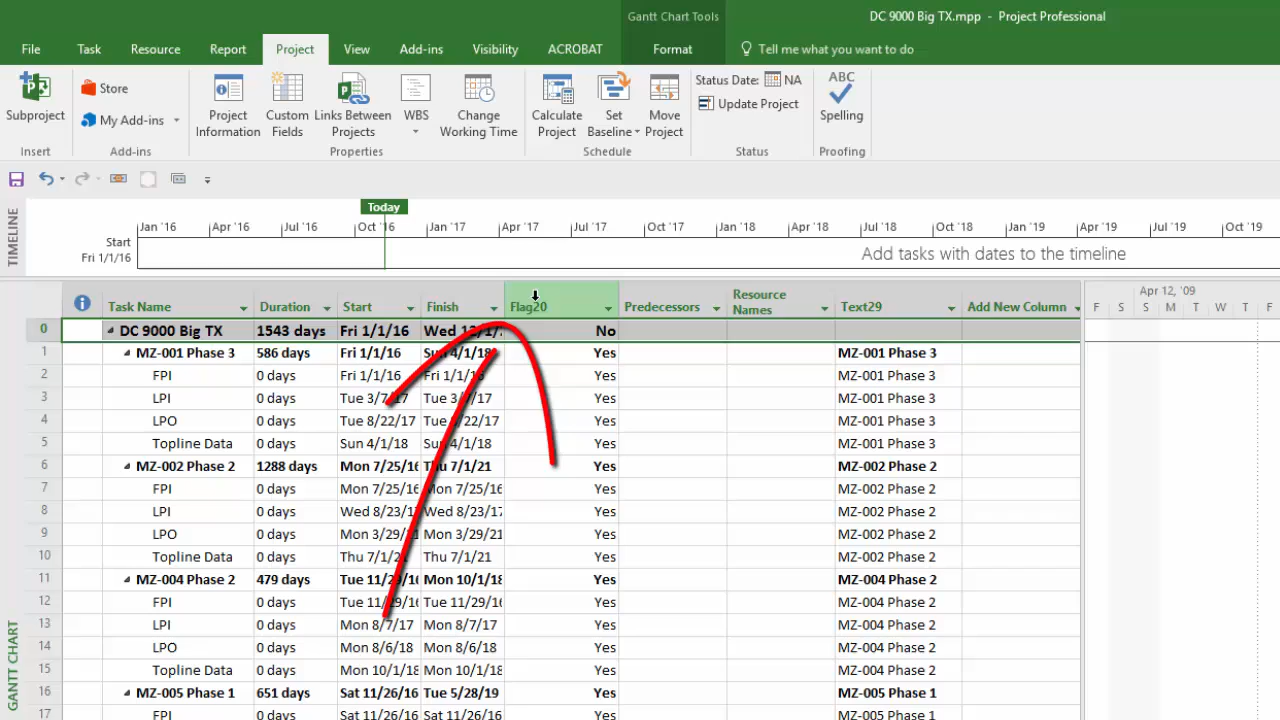 Gantt Chart Tools
DC 9000 Big TX.mpp - Project Professional
File Task Resource Report Project View Add-ins Visibility ACROBAT Format Tell me what you want to do
Subproject
Insert
Store
My Add-ins
Add-ins
Project Information
Custom Fields
Links Between Projects
WBS
Change Working Time
Properties
Calculate Project
Set Baseline
Move Project
Schedule
Status Date: NA
Update Project
Status
ABC
Spelling
Proofing
TIMELINE
Today
Jan '16 Apr '16 Jul '16 Oct '16 Jan '17 Apr '17 Jul '17 Oct '17 Jan '18 Apr '18 Jul '18 Oct '18 Jan '19 Apr '19 Jul '19 Oct '19
Start
Fri 1/1/16
Add tasks with dates to the timeline
GANTT CHART
Task Name Duration Start Finish Flag20 Predecessors Resource Names Text29 Add New Column
Apr 12, '09
F S S M T W T F S
0 DC 9000 Big TX 1543 days Fri 1/1/16 Wed No
1 MZ-001 Phase 3 586 days Fri 1/1/16 Sun 4/1/18 Yes MZ-001 Phase 3
2 FPI 0 days Fri 1/1/16 Fri 1/1/16 Yes MZ-001 Phase 3
3 LPI 0 days Tue 3/7/17 Tue 3/7/17 Yes MZ-001 Phase 3
4 LPO 0 days Tue 8/22/17 Tue 8/22/17 Yes MZ-001 Phase 3
5 Topline Data 0 days Sun 4/1/18 Sun 4/1/18 Yes MZ-001 Phase 3
6 MZ-002 Phase 2 1288 days Mon 7/25/16 Thu 7/1/21 Yes MZ-002 Phase 2
7 FPI 0 days Mon 7/25/16 Mon 7/25/16 Yes MZ-002 Phase 2
8 LPI 0 days Wed 8/23/17 Wed 8/23/17 Yes MZ-002 Phase 2
9 LPO 0 days Mon 3/29/21 Mon 3/29/21 Yes MZ-002 Phase 2
10 Topline Data 0 days Thu 7/1/21 Thu 7/1/21 Yes MZ-002 Phase 2
11 MZ-004 Phase 2 479 days Tue 11/29/16 Mon 10/1/18 Yes MZ-004 Phase 2
12 FPI 0 days Tue 11/29/16 Tue 11/29/16 Yes MZ-004 Phase 2
13 LPI 0 days Mon 8/7/17 Mon 8/7/17 Yes MZ-004 Phase 2
14 LPO 0 days Mon 8/6/18 Mon 8/6/18 Yes MZ-004 Phase 2
15 Topline Data 0 days Mon 10/1/18 Mon 10/1/18 Yes MZ-004 Phase 2
16 MZ-005 Phase 1 651 days Sat 11/26/16 Tue 5/28/19 Yes MZ-005 Phase 1
17 FPI 0 days Sat 11/26/16 Sat 11/26/16 Yes MZ-005 Phase 1